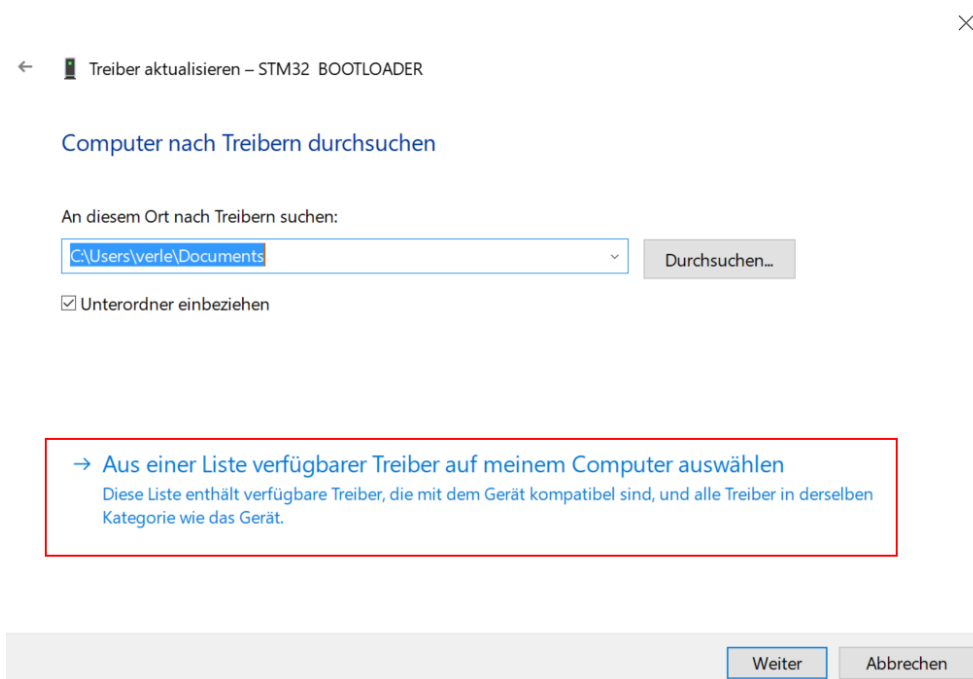 Treiber aktualisieren – STM32 BOOTLOADER
Computer nach Treibern durchsuchen
An diesem Ort nach Treibern suchen:
C:\Users\verle\Documents
Durchsuchen...
Unterordner einbeziehen
Aus einer Liste verfügbarer Treiber auf meinem Computer auswählen
Diese Liste enthält verfügbare Treiber, die mit dem Gerät kompatibel sind, und alle Treiber in derselben
Kategorie wie das Gerät.
Weiter
Abbrechen